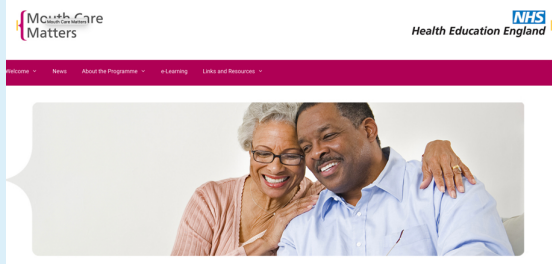 Mouth Care
Matters
Mouth Care Matters
NHS
Health Education England
Welcome
News
About the Programme
e-Learning
Links and Resources